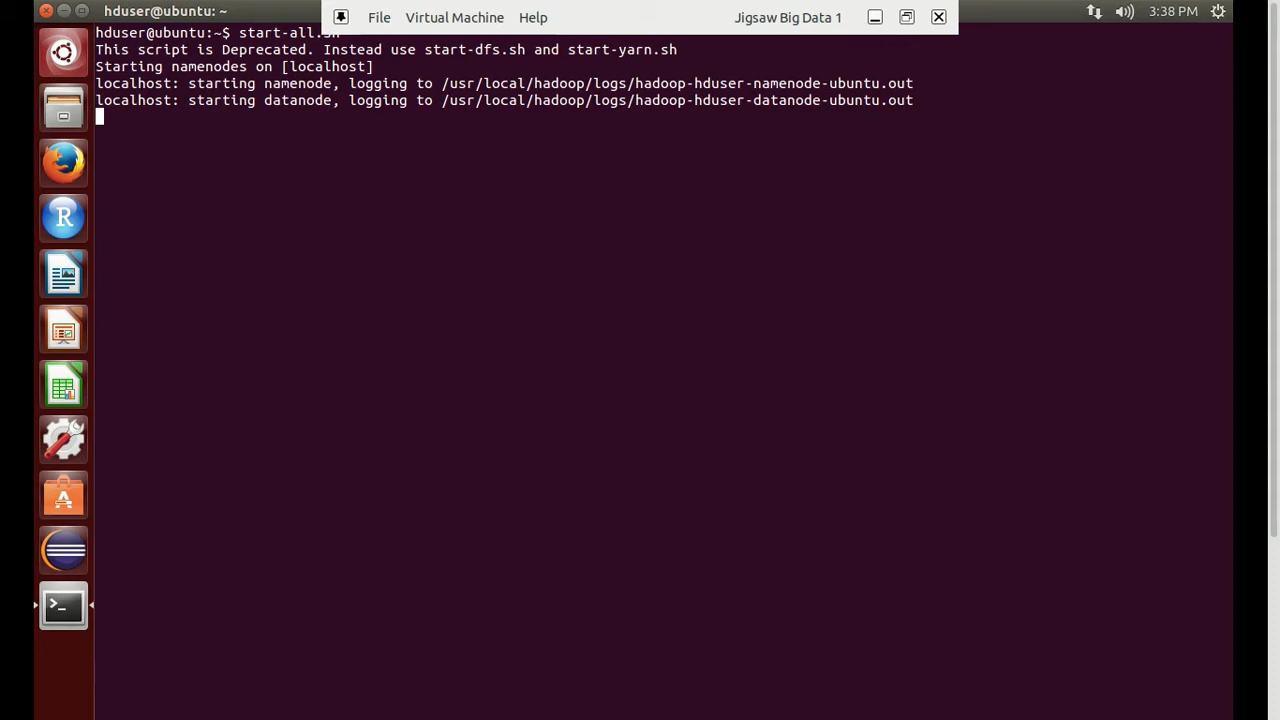 hduser@ubuntu: ~
File Virtual Machine Help Jigsaw Big Data 1
3:38 PM
hduser@ubuntu:~$ start-all.sh
This script is Deprecated. Instead use start-dfs.sh and start-yarn.sh
Starting namenodes on [localhost]
localhost: starting namenode, logging to /usr/local/hadoop/logs/hadoop-hduser-namenode-ubuntu.out
localhost: starting datanode, logging to /usr/local/hadoop/logs/hadoop-hduser-datanode-ubuntu.out
R
>_